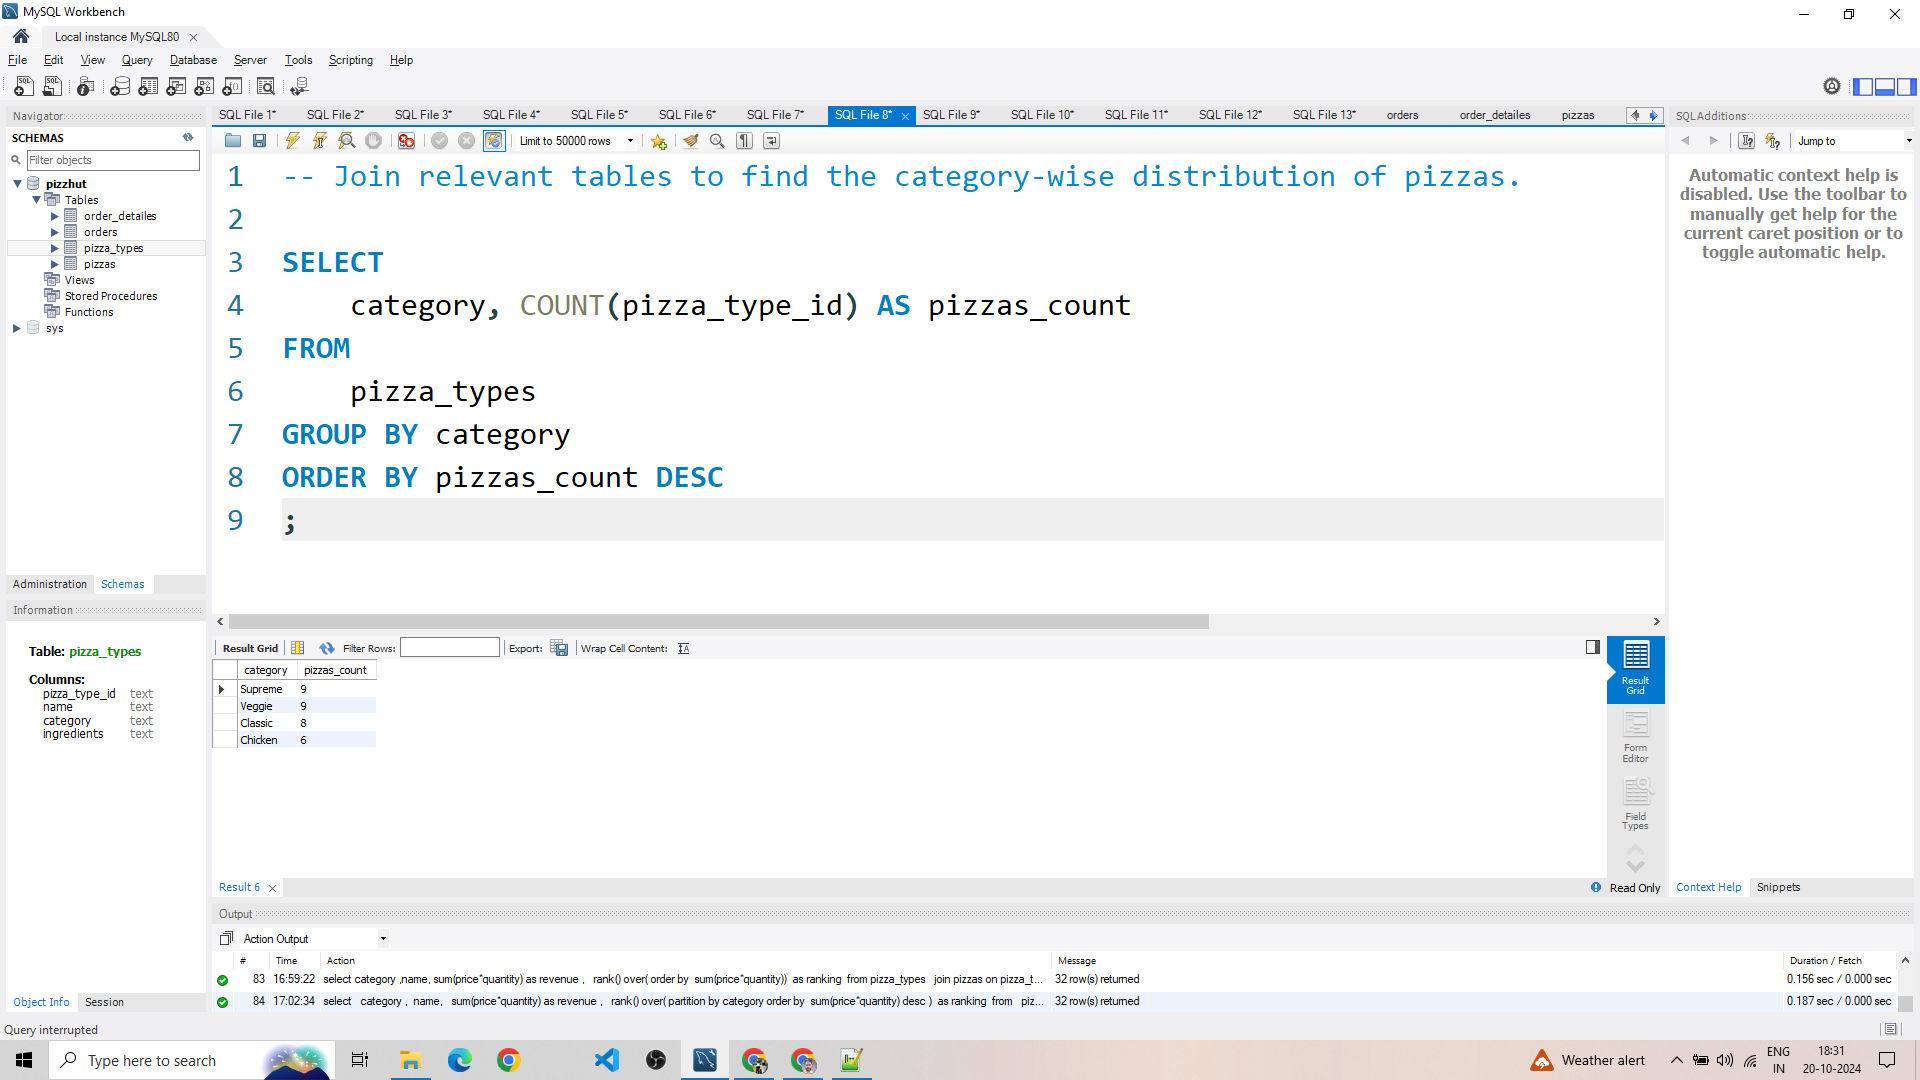 MySQL Workbench
Local instance MySQL80
File Edit View Query Database Server Tools Scripting Help
Navigator
SCHEMAS
Filter objects
pizzhut
Tables
order_detailes
orders
pizza_types
pizzas
Views
Stored Procedures
Functions
sys
Administration Schemas
Information
Table: pizza_types
Columns:
pizza_type_id text
name text
category text
ingredients text
Object Info Session
Query interrupted
SQL File 1* SQL File 2* SQL File 3* SQL File 4* SQL File 5* SQL File 6* SQL File 7* SQL File 8* SQL File 9* SQL File 10* SQL File 11* SQL File 12* SQL File 13* orders order_detailes pizzas
Limit to 50000 rows
1 -- Join relevant tables to find the category-wise distribution of pizzas.
2
3 SELECT
4 category, COUNT(pizza_type_id) AS pizzas_count
5 FROM
6 pizza_types
7 GROUP BY category
8 ORDER BY pizzas_count DESC
9 ;
Result Grid Filter Rows: Export: Wrap Cell Content:
category pizzas_count
Supreme 9
Veggie 9
Classic 8
Chicken 6
Result Grid
Form Editor
Field Types
Result 6
Read Only
Output
Action Output
# Time Action Message Duration / Fetch
83 16:59:22 select category ,name, sum(price*quantity) as revenue , rank() over( order by sum(price*quantity)) as ranking from pizza_types join pizzas on pizza_t... 32 row(s) returned 0.156 sec / 0.000 sec
84 17:02:34 select category , name, sum(price*quantity) as revenue , rank() over( partition by category order by sum(price*quantity) desc ) as ranking from piz... 32 row(s) returned 0.187 sec / 0.000 sec
SQLAdditions
Jump to
Automatic context help is
disabled. Use the toolbar to
manually get help for the
current caret position or to
toggle automatic help.
Context Help Snippets
Type here to search
Weather alert
ENG
IN
18:31
20-10-2024